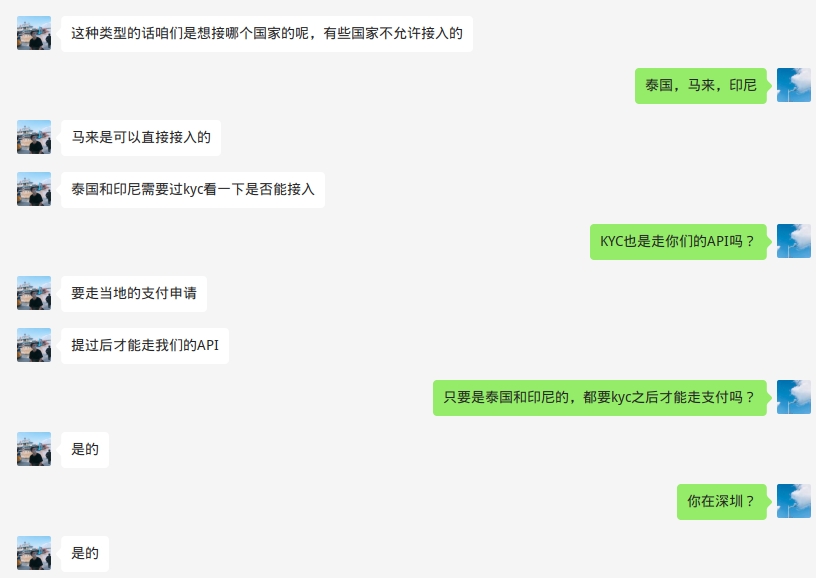 这种类型的话咱们是想接哪个国家的呢，有些国家不允许接入的
泰国，马来，印尼
马来是可以直接接入的
泰国和印尼需要过kyc看一下是否能接入
KYC也是走你们的API吗？
要走当地的支付申请
提过后才能走我们的API
只要是泰国和印尼的，都要kyc之后才能走支付吗？
是的
你在深圳？
是的